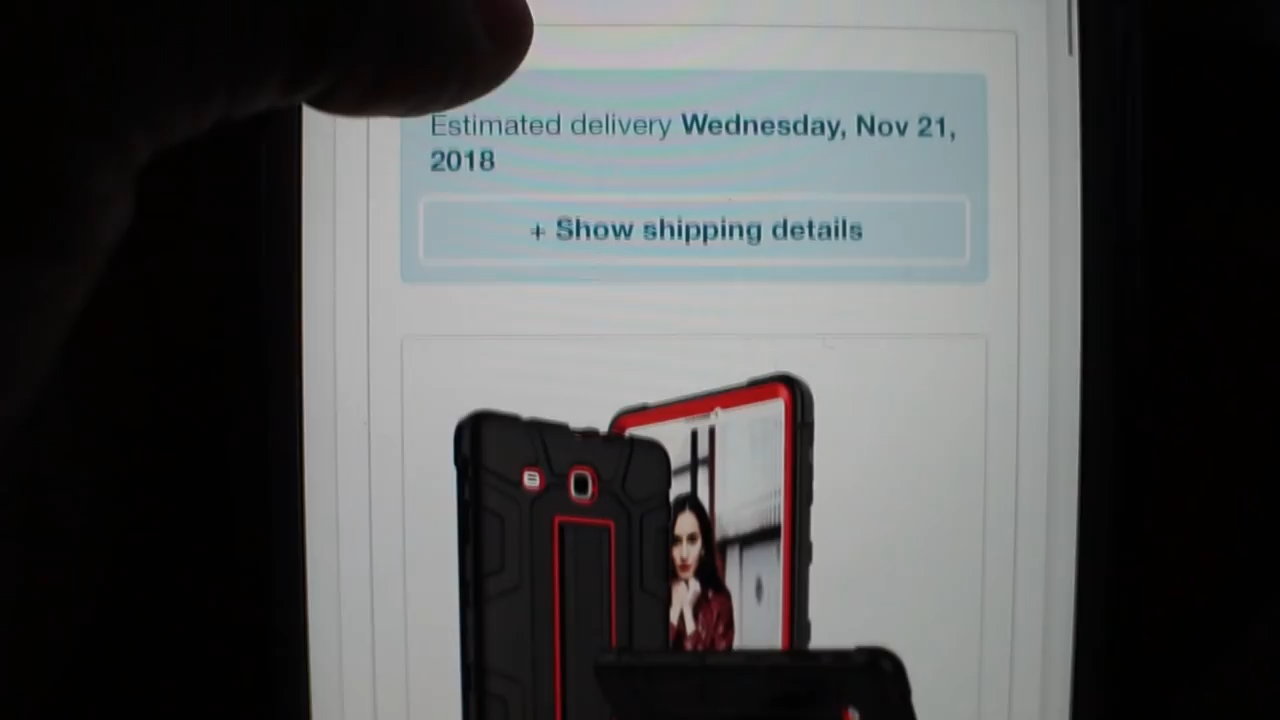 Estimated delivery Wednesday, Nov 21,
2018
+ Show shipping details